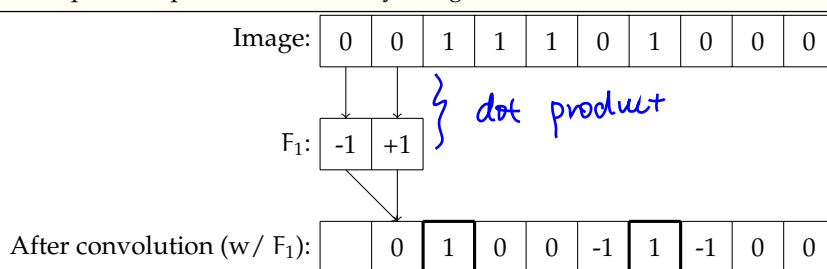 Image: 0 0 1 1 1 0 1 0 0 0
dot product
F₁: -1 +1
After convolution (w/ F₁): 0 1 0 0 -1 1 -1 0 0